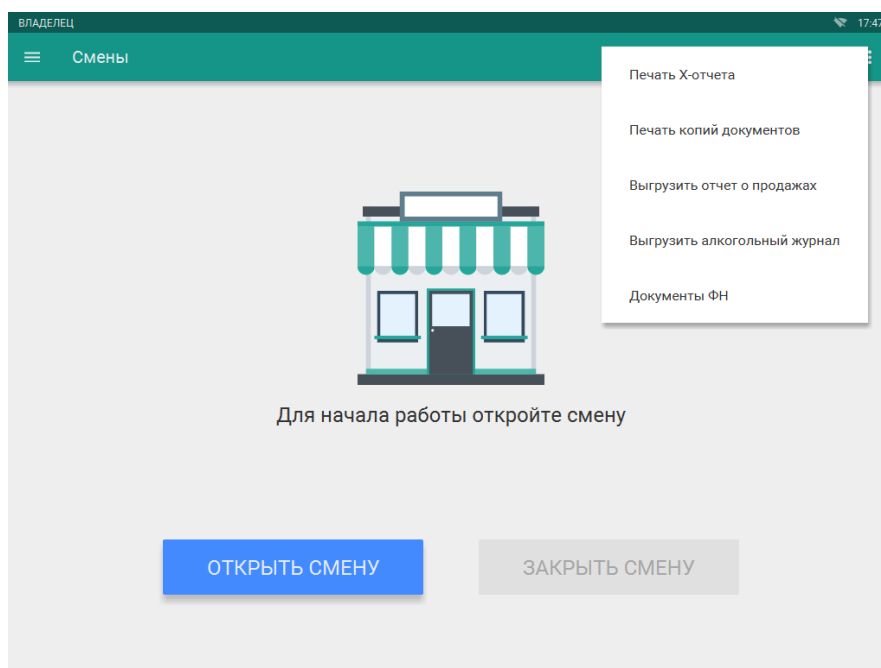 ВЛАДЕЛЕЦ
17:47
Смены
Печать X-отчета
Печать копий документов
Выгрузить отчет о продажах
Выгрузить алкогольный журнал
Документы ФН
Для начала работы откройте смену
ОТКРЫТЬ СМЕНУ
ЗАКРЫТЬ СМЕНУ